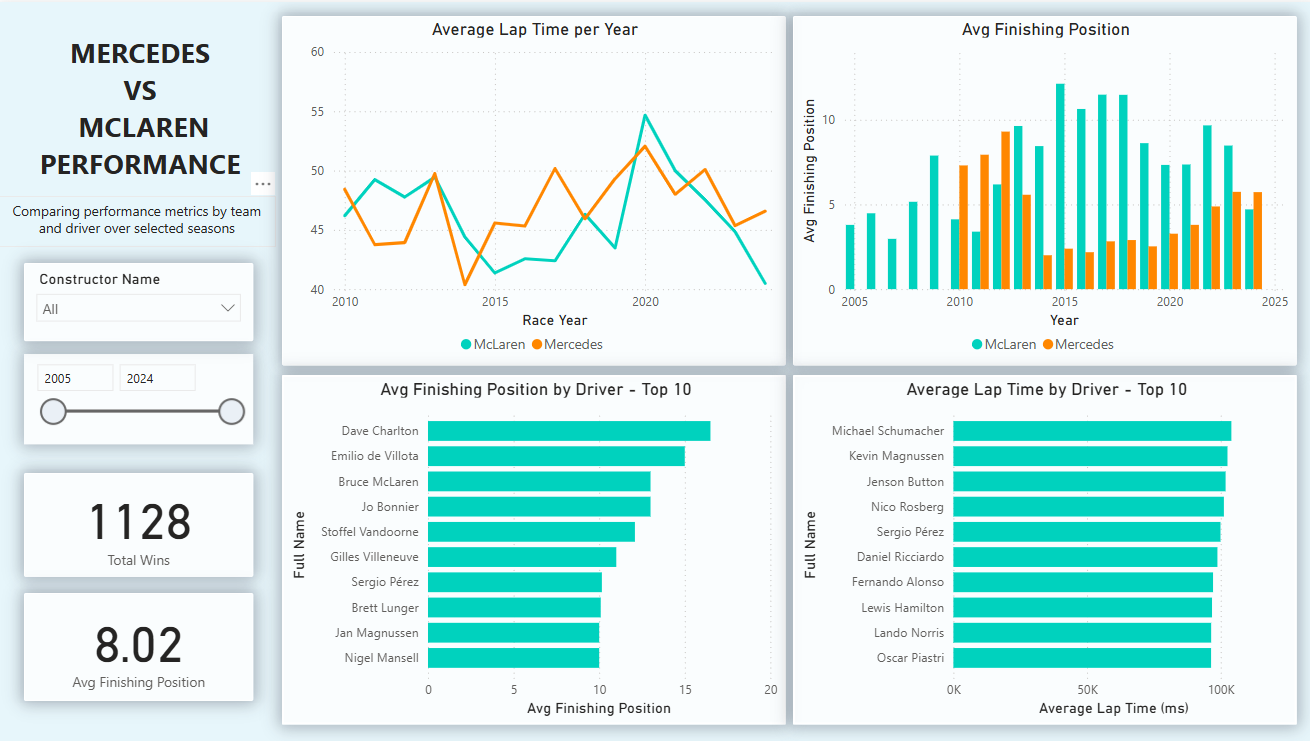 MERCEDES
VS
MCLAREN
PERFORMANCE
...
Comparing performance metrics by team
and driver over selected seasons
Constructor Name
All
2005 2024
1128
Total Wins
8.02
Avg Finishing Position
Average Lap Time per Year
60
55
50
45
40
2010 2015 2020
Race Year
McLaren Mercedes
Avg Finishing Position
Avg Finishing Position
10
5
0
2005 2010 2015 2020 2025
Year
McLaren Mercedes
Avg Finishing Position by Driver - Top 10
Full Name
Dave Charlton
Emilio de Villota
Bruce McLaren
Jo Bonnier
Stoffel Vandoorne
Gilles Villeneuve
Sergio Pérez
Brett Lunger
Jan Magnussen
Nigel Mansell
0 5 10 15 20
Avg Finishing Position
Average Lap Time by Driver - Top 10
Full Name
Michael Schumacher
Kevin Magnussen
Jenson Button
Nico Rosberg
Sergio Pérez
Daniel Ricciardo
Fernando Alonso
Lewis Hamilton
Lando Norris
Oscar Piastri
0K 50K 100K
Average Lap Time (ms)